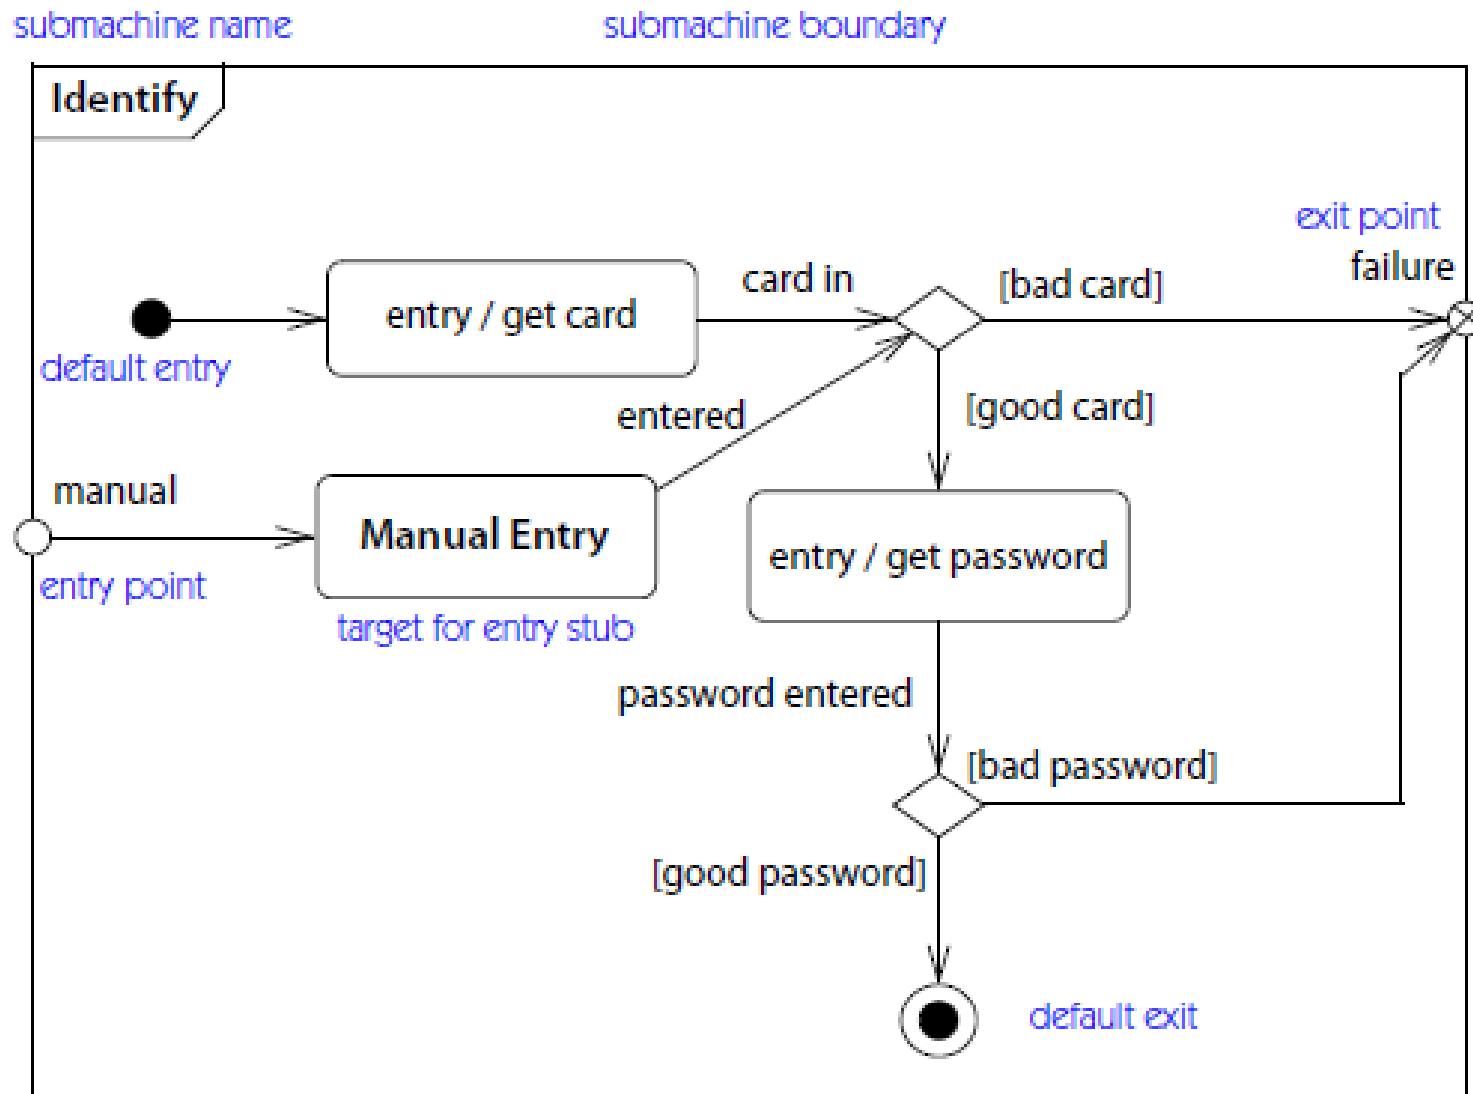 submachine name
submachine boundary
Identify
exit point
failure
card in
[bad card]
entry / get card
default entry
entered
[good card]
manual
Manual Entry
entry / get password
entry point
target for entry stub
password entered
[bad password]
[good password]
default exit